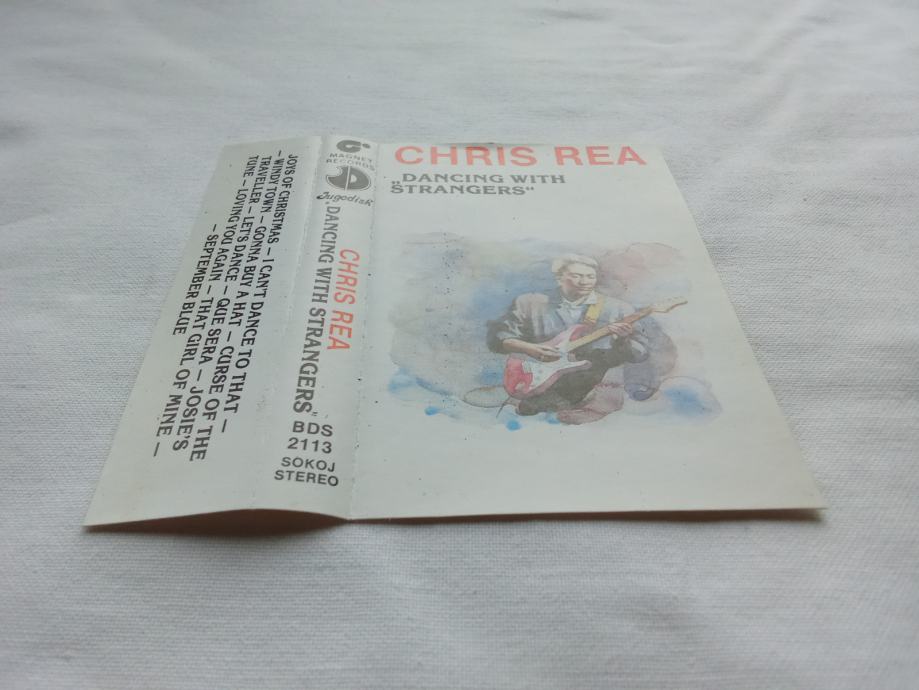 CHRIS REA
„DANCING WITH
STRANGERS“
MAGNET
RECORDS
Jugodisk
CHRIS REA
„DANCING WITH STRANGERS“
BDS
2113
SOKOJ
STEREO
JOYS OF CHRISTMAS – I CAN'T DANCE TO THAT –
– WINDY TOWN – GONNA BUY A HAT – CURSE OF THE
TRAVELLER – LET'S DANCE – QUE SERA – JOSIE'S
TUNE – LOVING YOU AGAIN – THAT GIRL OF MINE –
– SEPTEMBER BLUE